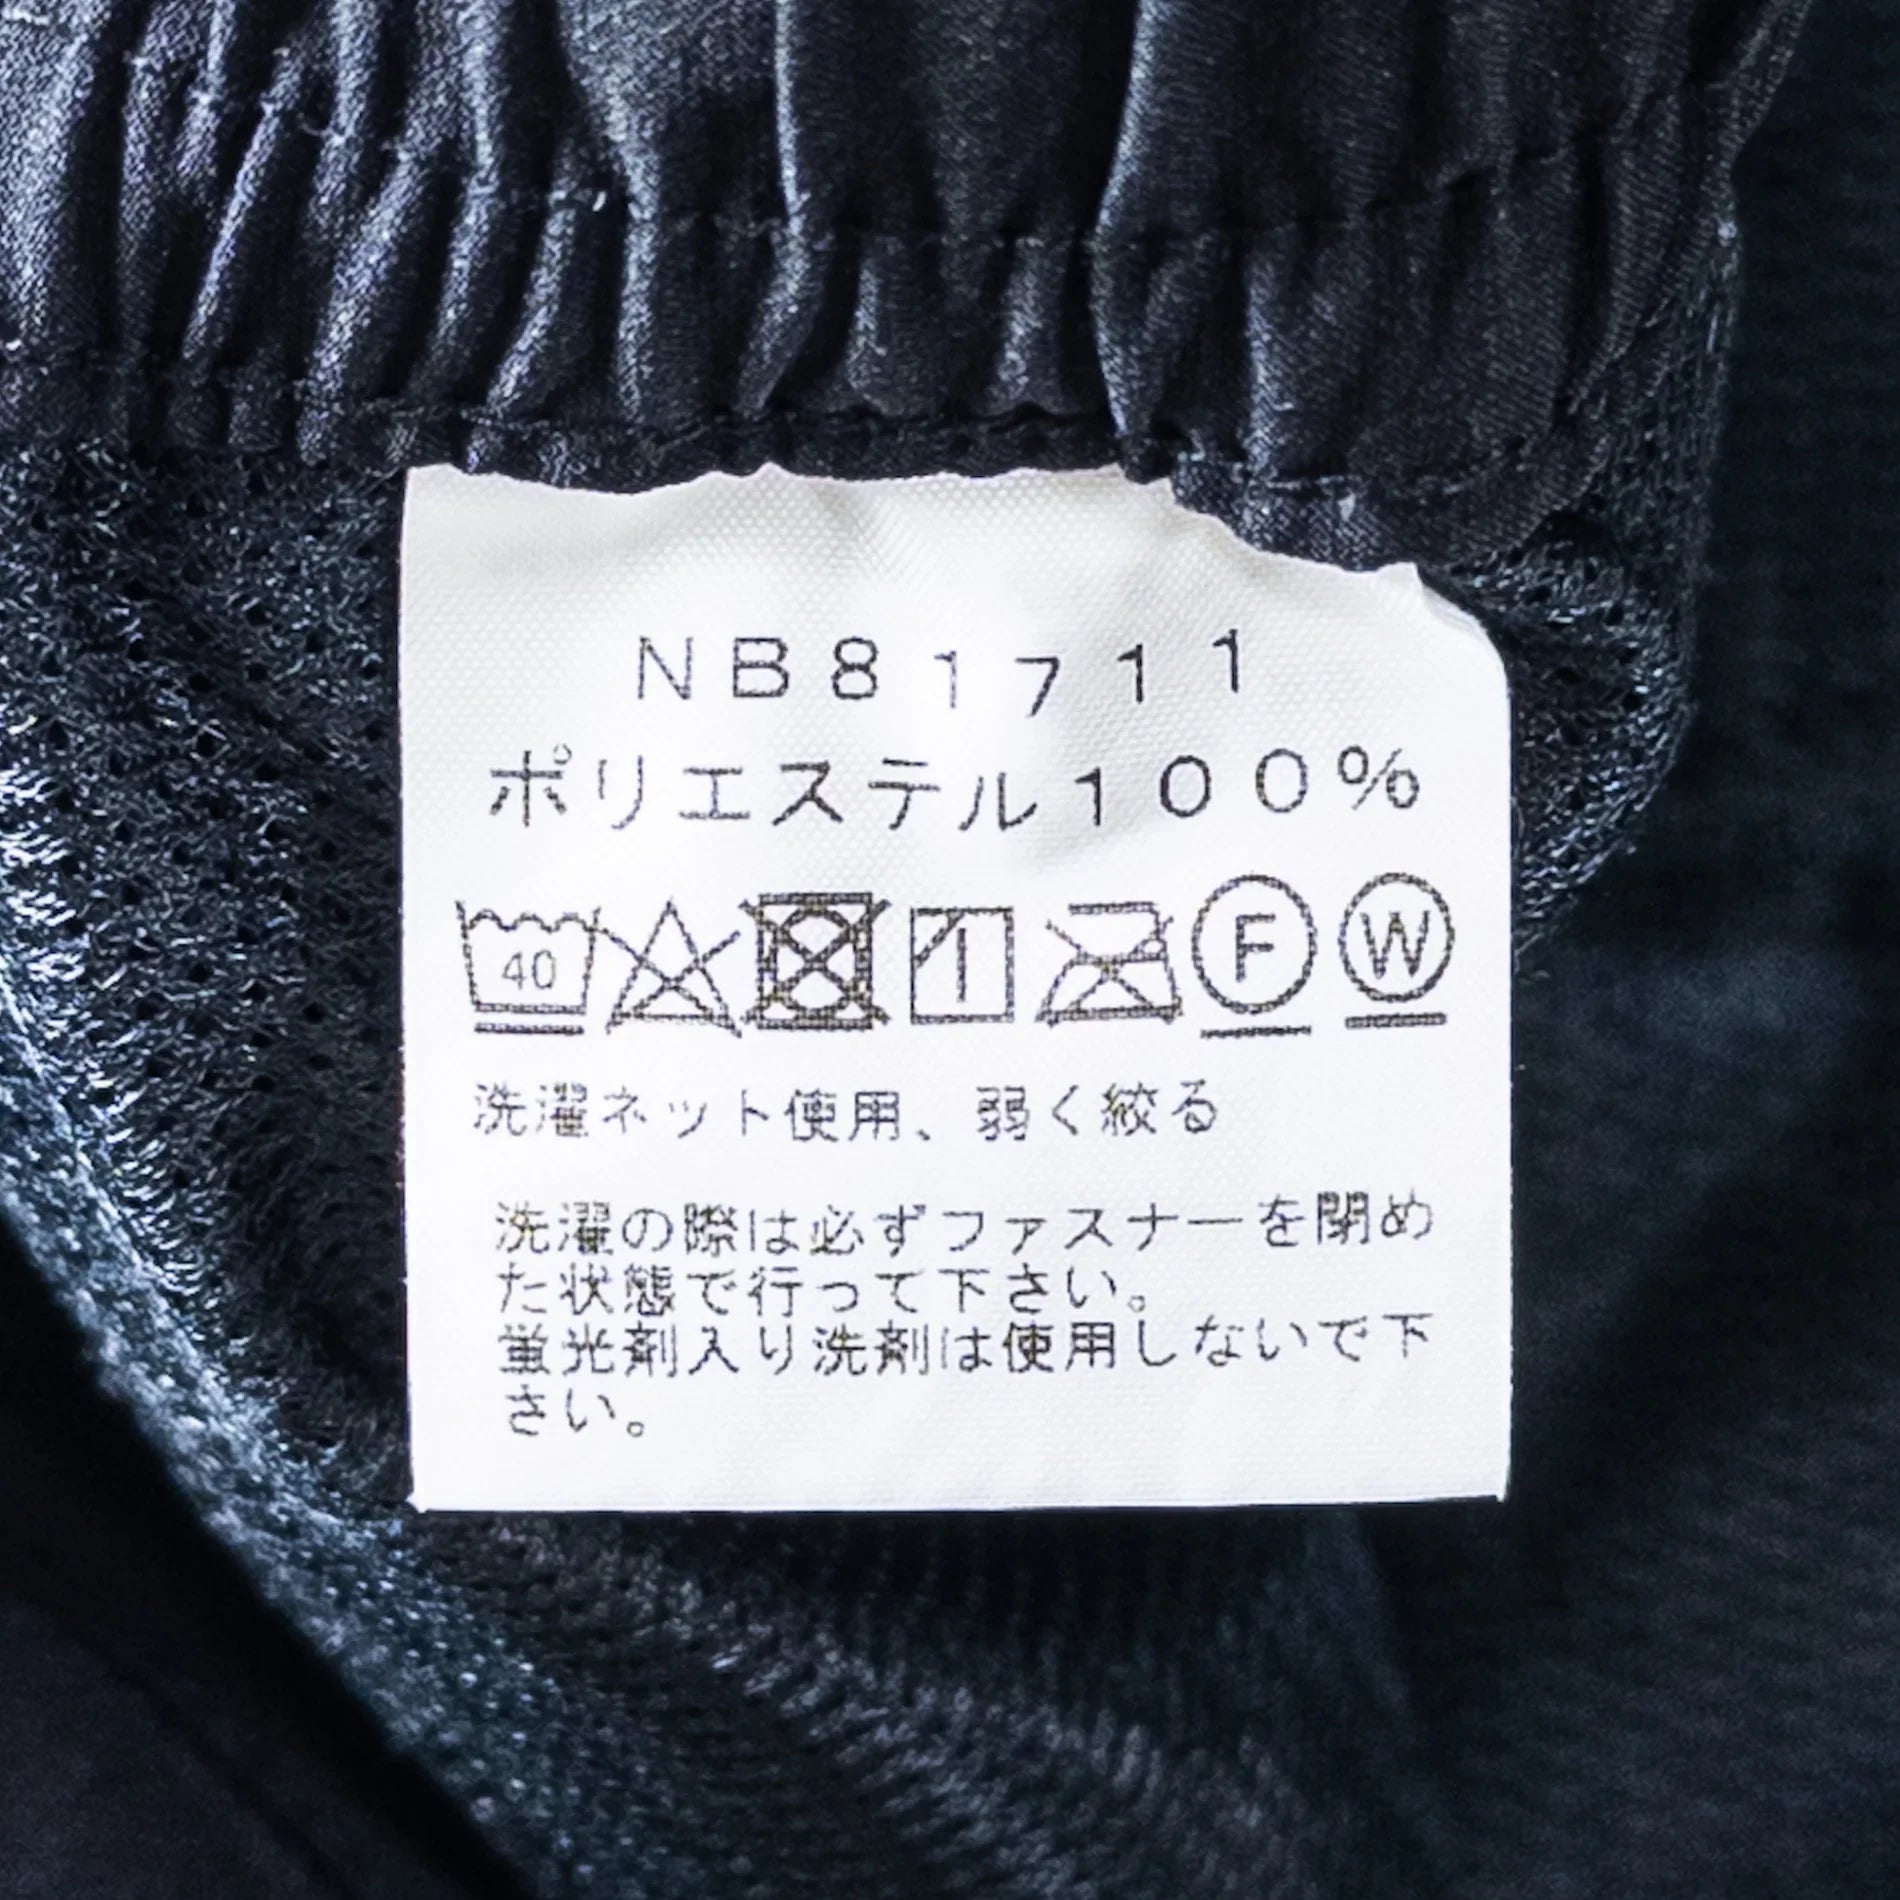 NB81711
ポリエステル100%
40 F W
洗濯ネット使用、弱く絞る
洗濯の際は必ずファスナーを閉め
た状態で行って下さい。
蛍光剤入り洗剤は使用しないで下
さい。